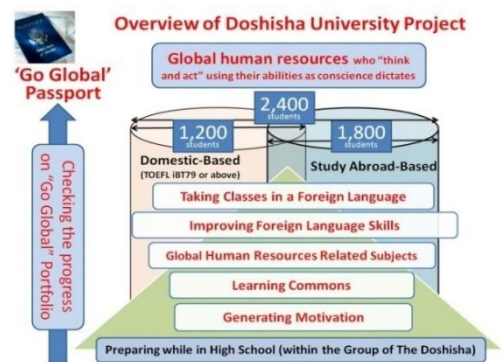 Overview of Doshisha University Project
'Go Global'
Passport
Global human resources who "think
and act" using their abilities as conscience dictates
2,400
students
1,200
students
1,800
students
Domestic-Based
(TOEFL iBT79 or above)
Study Abroad-Based
Checking the progress
on "Go Global" Portfolio
Taking Classes in a Foreign Language
Improving Foreign Language Skills
Global Human Resources Related Subjects
Learning Commons
Generating Motivation
Preparing while in High School (within the Group of The Doshisha)